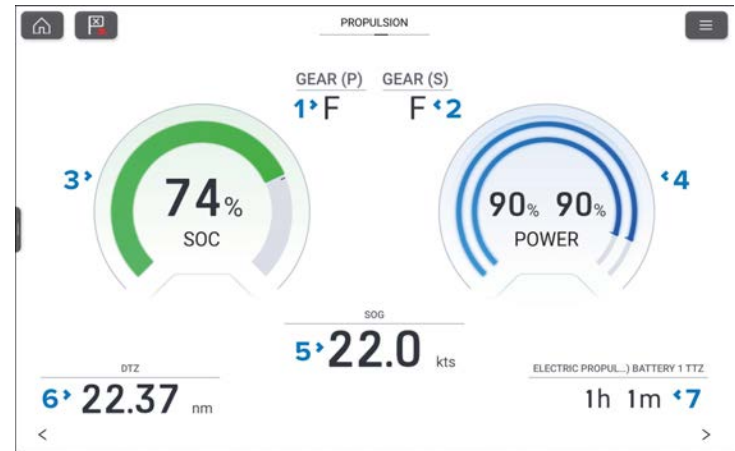 PROPULSION
GEAR (P) GEAR (S)
1 F F 2
3
74% SOC
90% 90% POWER
4
SOG
5 22.0 kts
DTZ
6 22.37 nm
ELECTRIC PROPUL...) BATTERY 1 TTZ
1h 1m 7